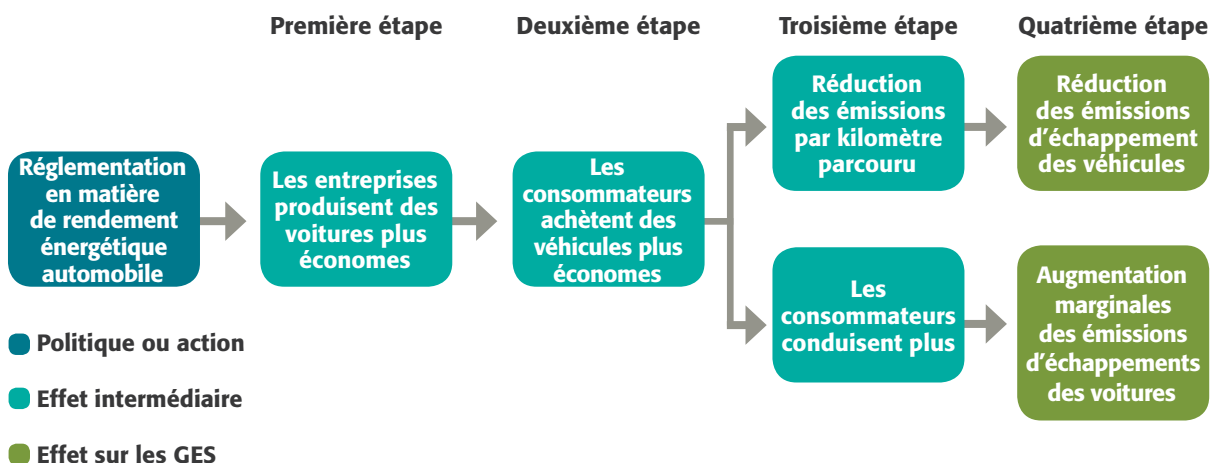 Première étape
Deuxième étape
Troisième étape
Quatrième étape
Réglementation
en matière
de rendement
énergétique
automobile
Les entreprises
produisent des
voitures plus
économes
Les
consommateurs
achètent des
véhicules plus
économes
Réduction
des émissions
par kilomètre
parcouru
Réduction
des émissions
d’échappement
des véhicules
Les
consommateurs
conduisent plus
Augmentation
marginales
des émissions
d’échappements
des voitures
Politique ou action
Effet intermédiaire
Effet sur les GES